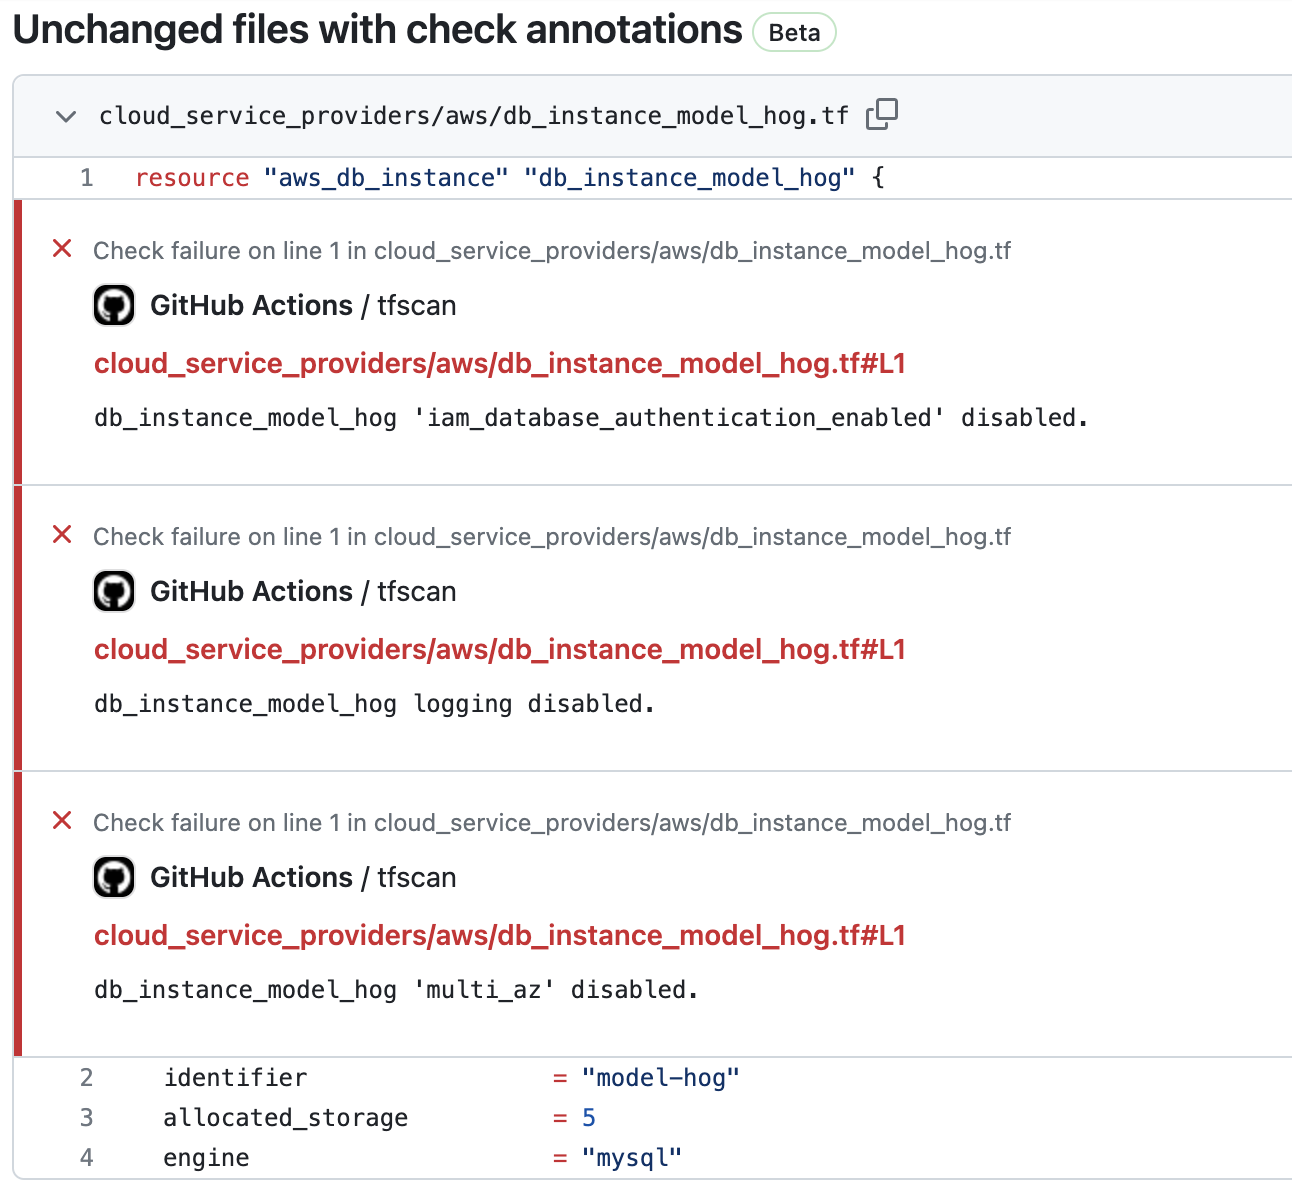 Unchanged files with check annotations Beta
cloud_service_providers/aws/db_instance_model_hog.tf
1 resource "aws_db_instance" "db_instance_model_hog" {
Check failure on line 1 in cloud_service_providers/aws/db_instance_model_hog.tf
GitHub Actions / tfscan
cloud_service_providers/aws/db_instance_model_hog.tf#L1
db_instance_model_hog 'iam_database_authentication_enabled' disabled.
Check failure on line 1 in cloud_service_providers/aws/db_instance_model_hog.tf
GitHub Actions / tfscan
cloud_service_providers/aws/db_instance_model_hog.tf#L1
db_instance_model_hog logging disabled.
Check failure on line 1 in cloud_service_providers/aws/db_instance_model_hog.tf
GitHub Actions / tfscan
cloud_service_providers/aws/db_instance_model_hog.tf#L1
db_instance_model_hog 'multi_az' disabled.
2 identifier = "model-hog"
3 allocated_storage = 5
4 engine = "mysql"